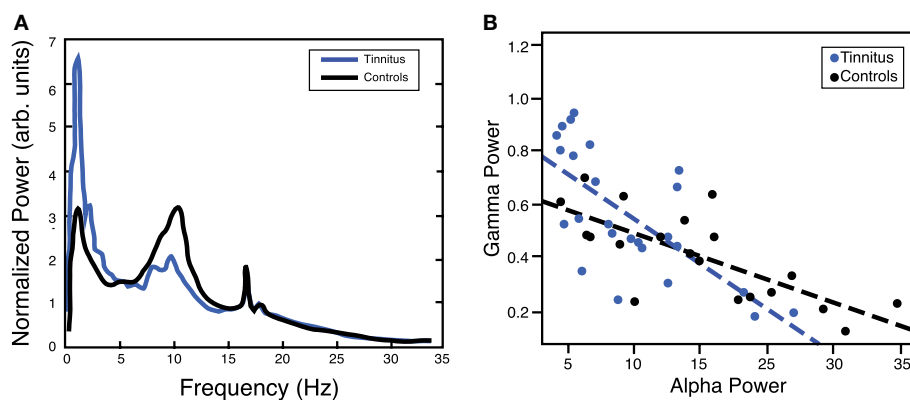 A
Normalized Power (arb. units)
7
6
5
4
3
2
1
0
Tinnitus
Controls
0 5 10 15 20 25 30 35
Frequency (Hz)
B
Gamma Power
1.2
1.0
0.8
0.6
0.4
0.2
Tinnitus
Controls
5 10 15 25 30 35
Alpha Power